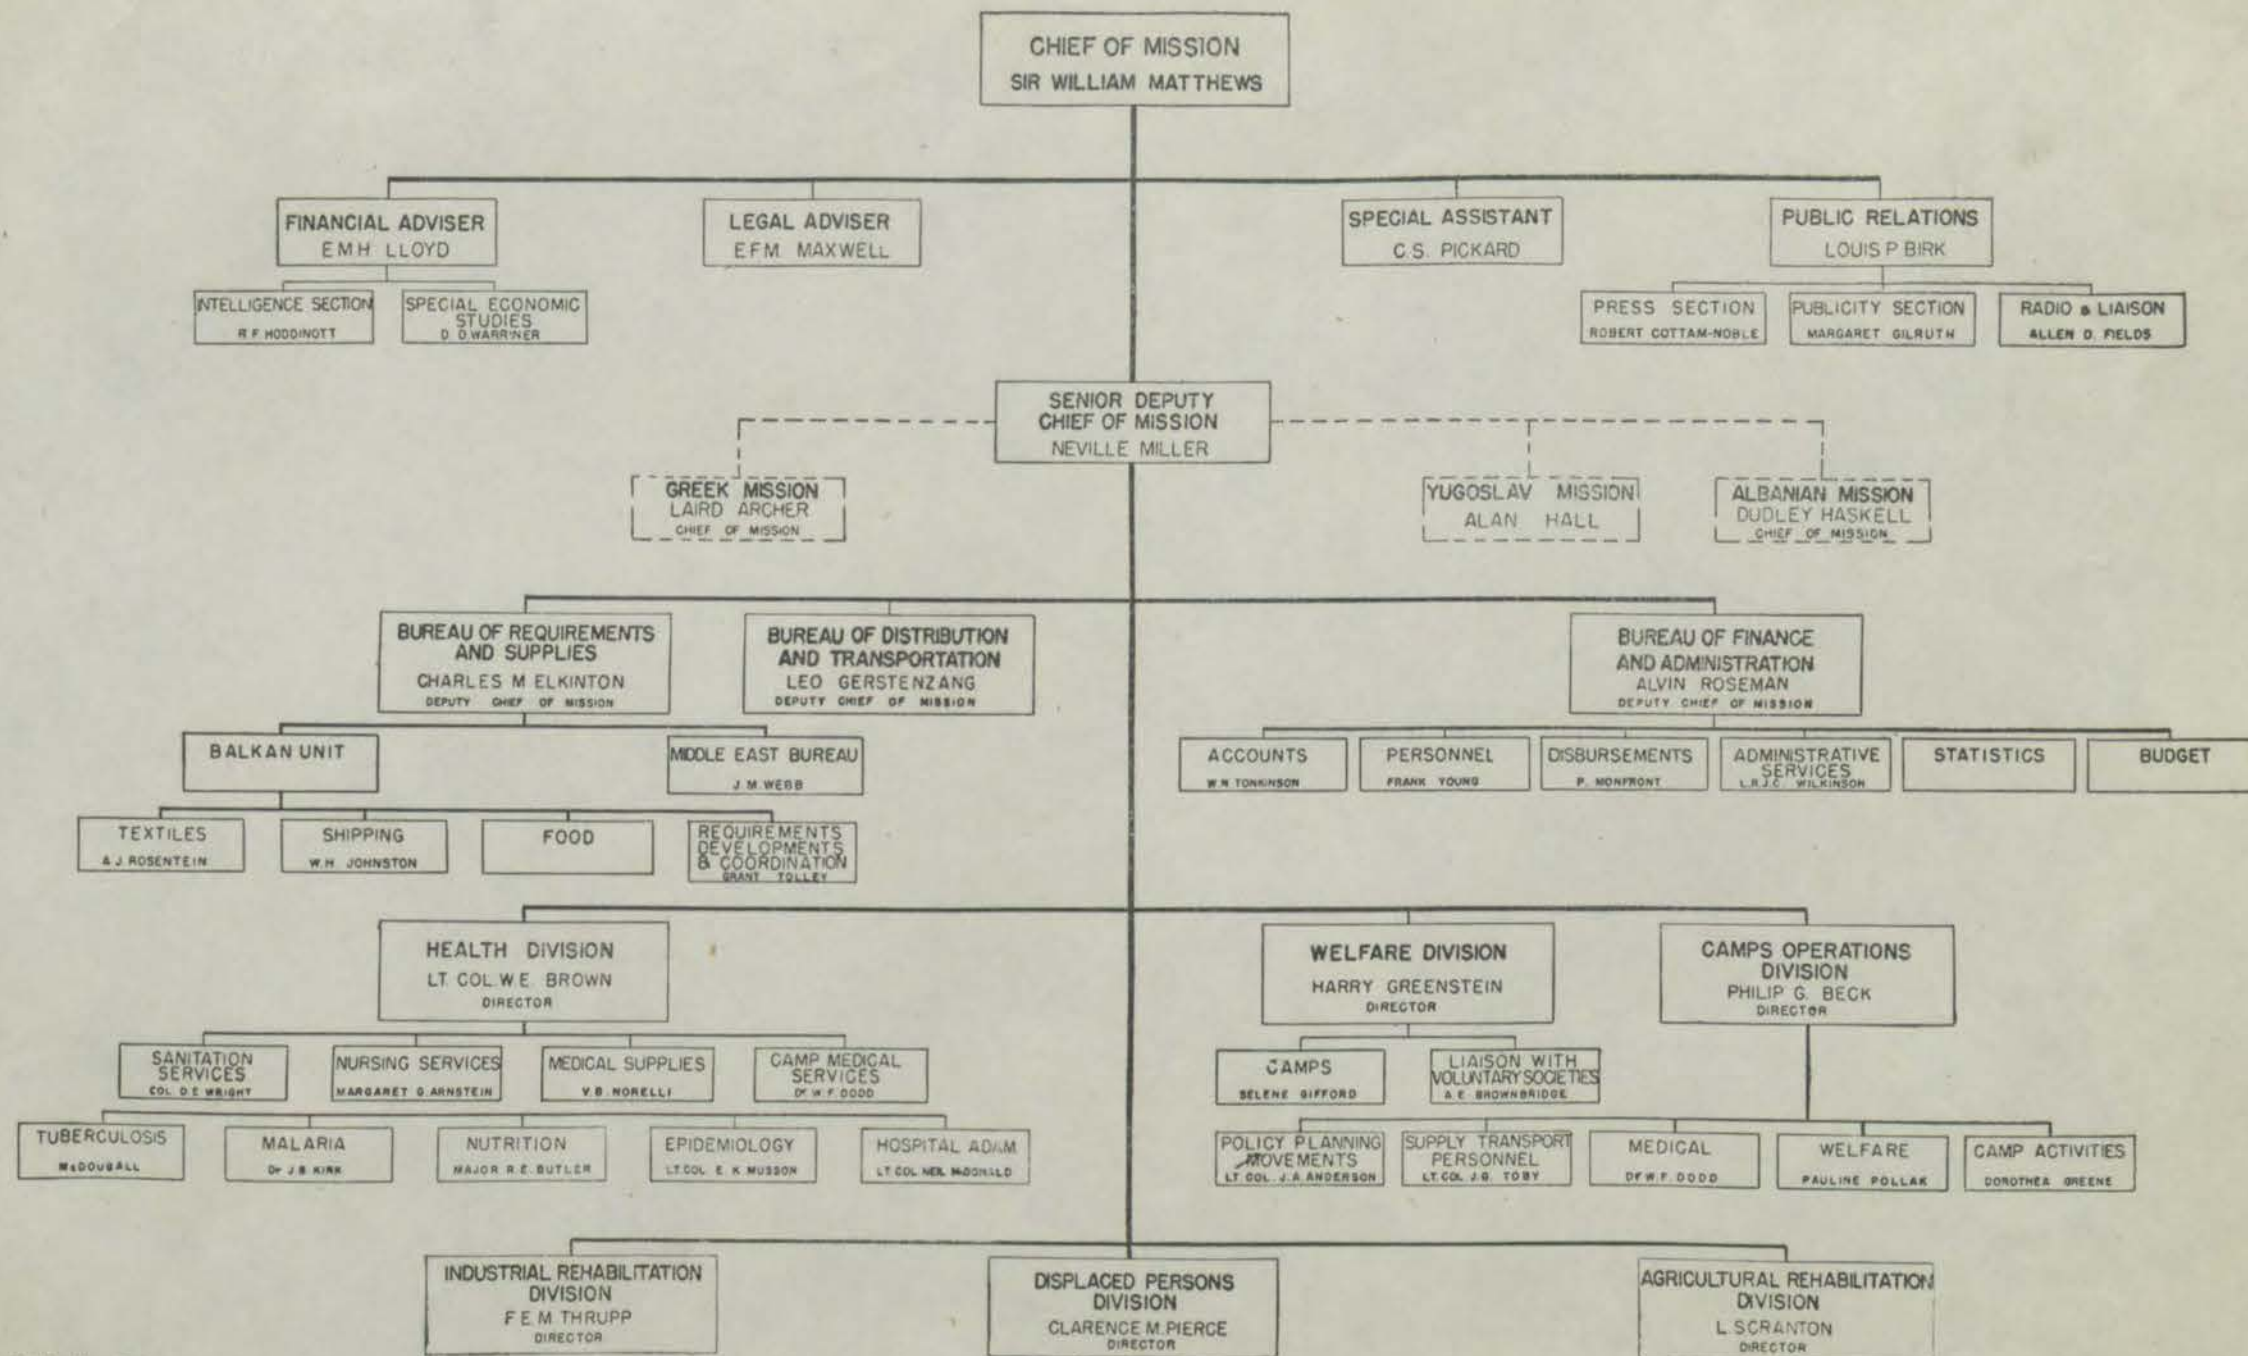 CHIEF OF MISSION
SIR WILLIAM MATTHEWS
FINANCIAL ADVISER
E.M.H. LLOYD
LEGAL ADVISER
E.F.M. MAXWELL
SPECIAL ASSISTANT
C.S. PICKARD
PUBLIC RELATIONS
LOUIS P BIRK
INTELLIGENCE SECTION
R.F. HODDINOTT
SPECIAL ECONOMIC
STUDIES
D. D. WARRINER
PRESS SECTION
ROBERT COTTAM-NOBLE
PUBLICITY SECTION
MARGARET GILRUTH
RADIO & LIAISON
ALLEN D. FIELDS
SENIOR DEPUTY
CHIEF OF MISSION
NEVILLE MILLER
GREEK MISSION
LAIRD ARCHER
CHIEF OF MISSION
YUGOSLAV MISSION
ALAN HALL
ALBANIAN MISSION
DUDLEY HASKELL
CHIEF OF MISSION
BUREAU OF REQUIREMENTS
AND SUPPLIES
CHARLES M ELKINTON
DEPUTY CHIEF OF MISSION
BUREAU OF DISTRIBUTION
AND TRANSPORTATION
LEO GERSTENZANG
DEPUTY CHIEF OF MISSION
BUREAU OF FINANCE
AND ADMINISTRATION
ALVIN ROSEMAN
DEPUTY CHIEF OF MISSION
BALKAN UNIT
MIDDLE EAST BUREAU
J.M. WEBB
ACCOUNTS
W.N TONKINSON
PERSONNEL
FRANK YOUNG
DISBURSEMENTS
P. MONFRONT
ADMINISTRATIVE
SERVICES
L.R.J.C. WILKINSON
STATISTICS
BUDGET
TEXTILES
A J. ROSENTEIN
SHIPPING
W.H JOHNSTON
FOOD
REQUIREMENTS
DEVELOPMENTS
& COORDINATION
GRANT TOLLEY
HEALTH DIVISION
LT. COL. W.E. BROWN
DIRECTOR
WELFARE DIVISION
HARRY GREENSTEIN
DIRECTOR
CAMPS OPERATIONS
DIVISION
PHILIP G. BECK
DIRECTOR
SANITATION
SERVICES
COL. D.E WRIGHT
NURSING SERVICES
MARGARET G. ARNSTEIN
MEDICAL SUPPLIES
V.B. NORELLI
CAMP MEDICAL
SERVICES
Dr W.F. DODD
CAMPS
SELENE GIFFORD
LIAISON WITH
VOLUNTARY SOCIETIES
A.E. BROWNBRIDGE
TUBERCULOSIS
McDOUGALL
MALARIA
Dr J.B. KIRK
NUTRITION
MAJOR R.E. BUTLER
EPIDEMIOLOGY
LT.COL. E. K MUSSON
HOSPITAL ADAM.
LT.COL. NEIL McDONALD
POLICY PLANNING
MOVEMENTS
LT. COL. J.A. ANDERSON
SUPPLY TRANSPORT
PERSONNEL
LT.COL. J.G. TOBY
MEDICAL
Dr W.F. DODD
WELFARE
PAULINE POLLAK
CAMP ACTIVITIES
DOROTHEA GREENE
INDUSTRIAL REHABILITATION
DIVISION
F.E.M. THRUPP
DIRECTOR
DISPLACED PERSONS
DIVISION
CLARENCE M. PIERCE
DIRECTOR
AGRICULTURAL REHABILITATION
DIVISION
L. SCRANTON
DIRECTOR